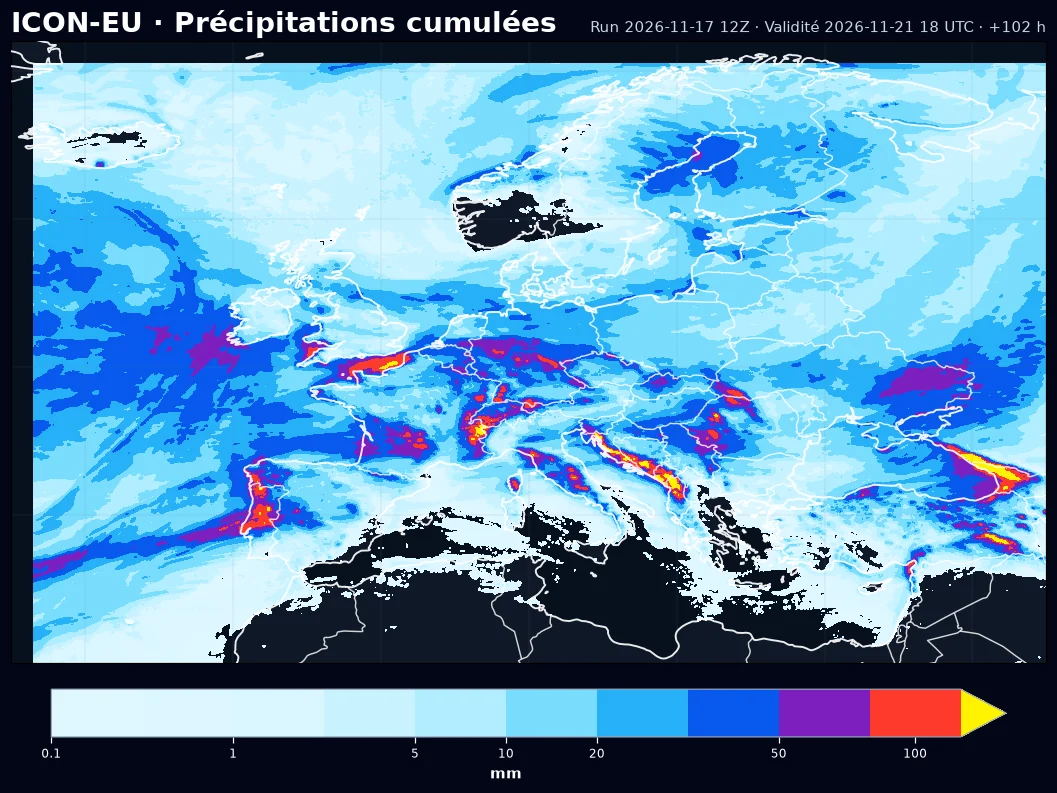 ICON-EU · Précipitations cumulées
Run 2026-11-17 12Z · Validité 2026-11-21 18 UTC · +102 h
0.1 1 5 10 20 50 100
mm